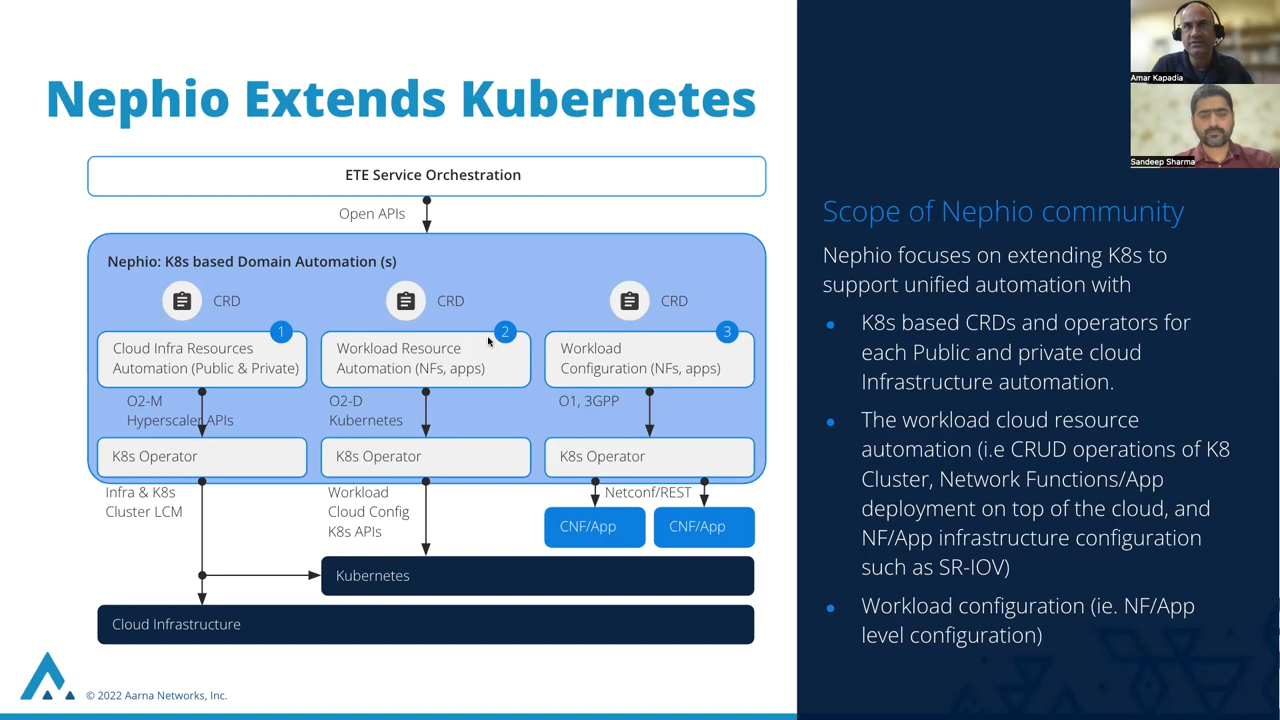 Nephio Extends Kubernetes
ETE Service Orchestration
Open APIs
Nephio: K8s based Domain Automation (s)
CRD
CRD
CRD
1
2
3
Cloud Infra Resources
Automation (Public & Private)
Workload Resource
Automation (NFs, apps)
Workload
Configuration (NFs, apps)
O2-M
Hyperscaler APIs
O2-D
Kubernetes
O1, 3GPP
K8s Operator
K8s Operator
K8s Operator
Infra & K8s
Cluster LCM
Workload
Cloud Config
K8s APIs
Netconf/REST
CNF/App
CNF/App
Kubernetes
Cloud Infrastructure
© 2022 Aarna Networks, Inc.
Amar Kapadia
Sandeep Sharma
Scope of Nephio community
Nephio focuses on extending K8s to
support unified automation with
• K8s based CRDs and operators for
each Public and private cloud
Infrastructure automation.
• The workload cloud resource
automation (i.e CRUD operations of K8
Cluster, Network Functions/App
deployment on top of the cloud, and
NF/App infrastructure configuration
such as SR-IOV)
• Workload configuration (ie. NF/App
level configuration)